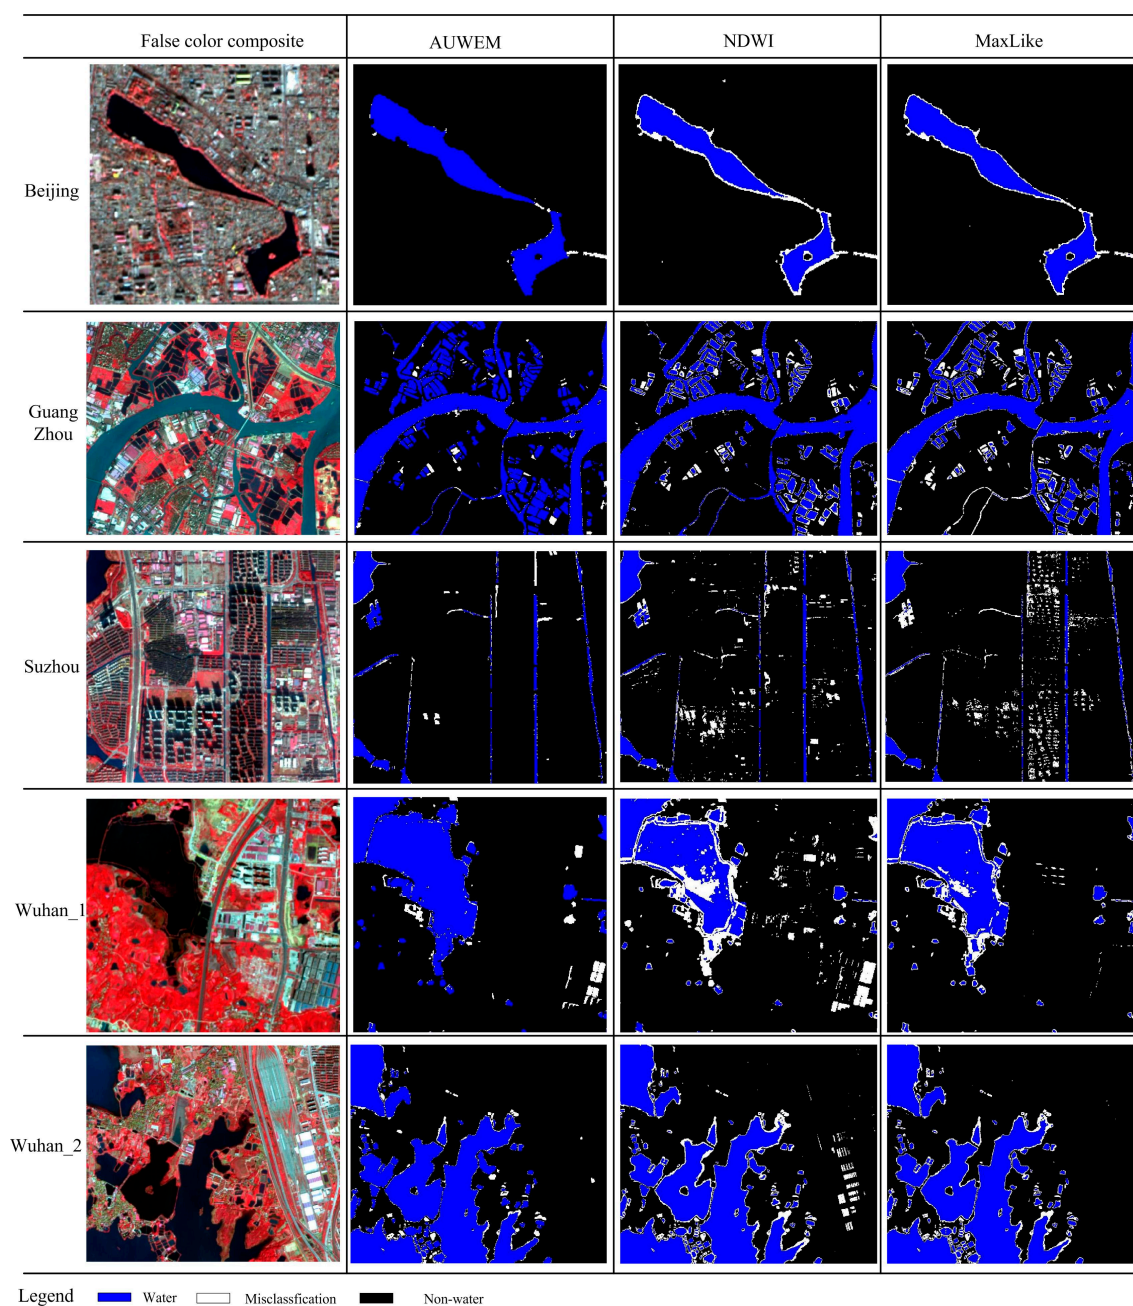 False color composite AUWEM NDWI MaxLike
Beijing
Guang
Zhou
Suzhou
Wuhan_1
Wuhan_2
Legend Water Misclassfication Non-water